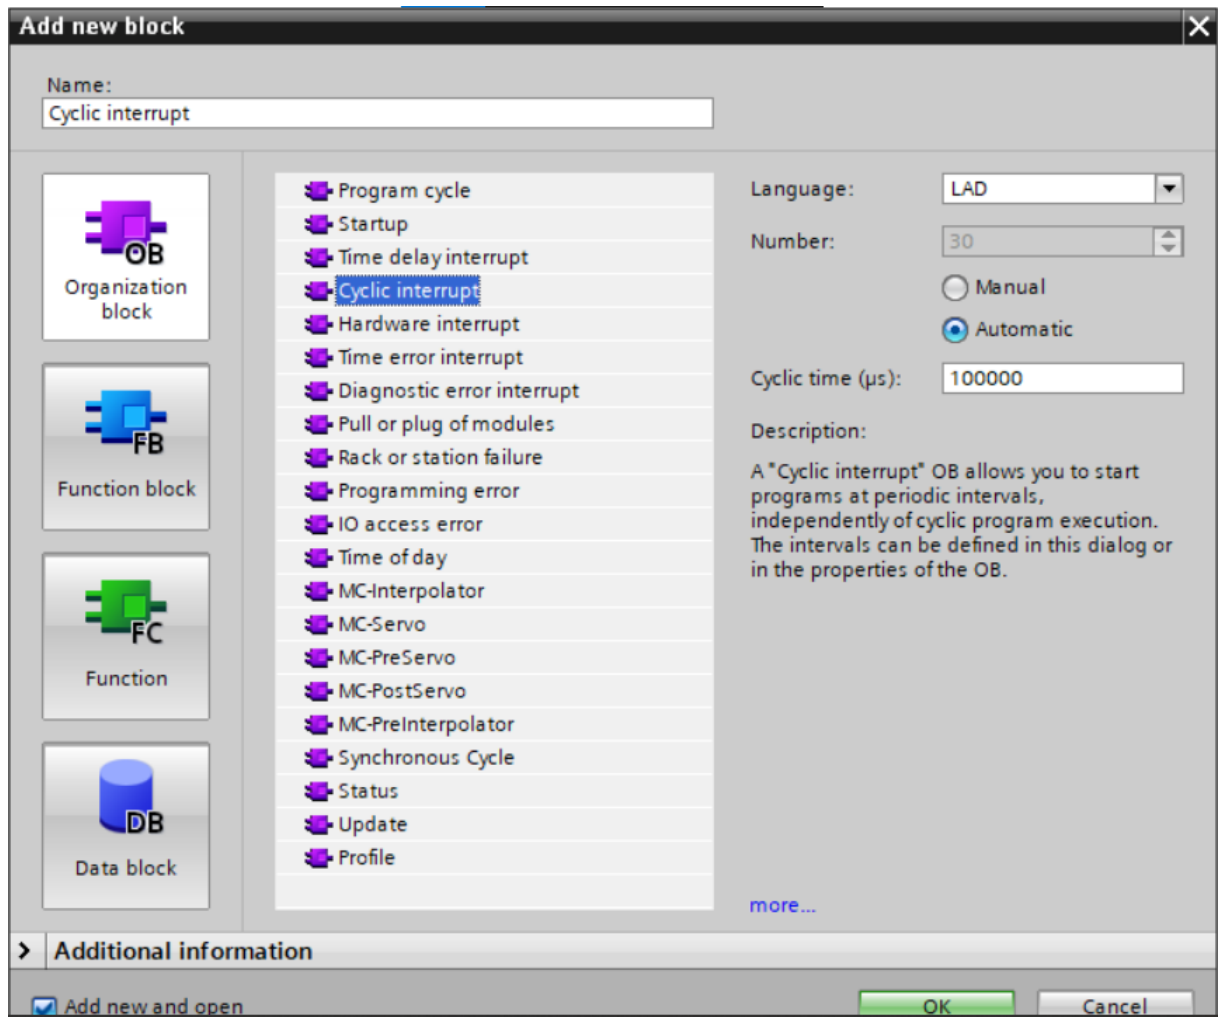 Add new block
Name:
Cyclic interrupt
OB
Organization
block
FB
Function block
FC
Function
DB
Data block
Program cycle
Startup
Time delay interrupt
Cyclic interrupt
Hardware interrupt
Time error interrupt
Diagnostic error interrupt
Pull or plug of modules
Rack or station failure
Programming error
IO access error
Time of day
MC-Interpolator
MC-Servo
MC-PreServo
MC-PostServo
MC-PreInterpolator
Synchronous Cycle
Status
Update
Profile
Language: LAD
Number: 30
Manual
Automatic
Cyclic time (µs): 100000
Description:
A "Cyclic interrupt" OB allows you to start
programs at periodic intervals,
independently of cyclic program execution.
The intervals can be defined in this dialog or
in the properties of the OB.
more...
Additional information
Add new and open
OK Cancel